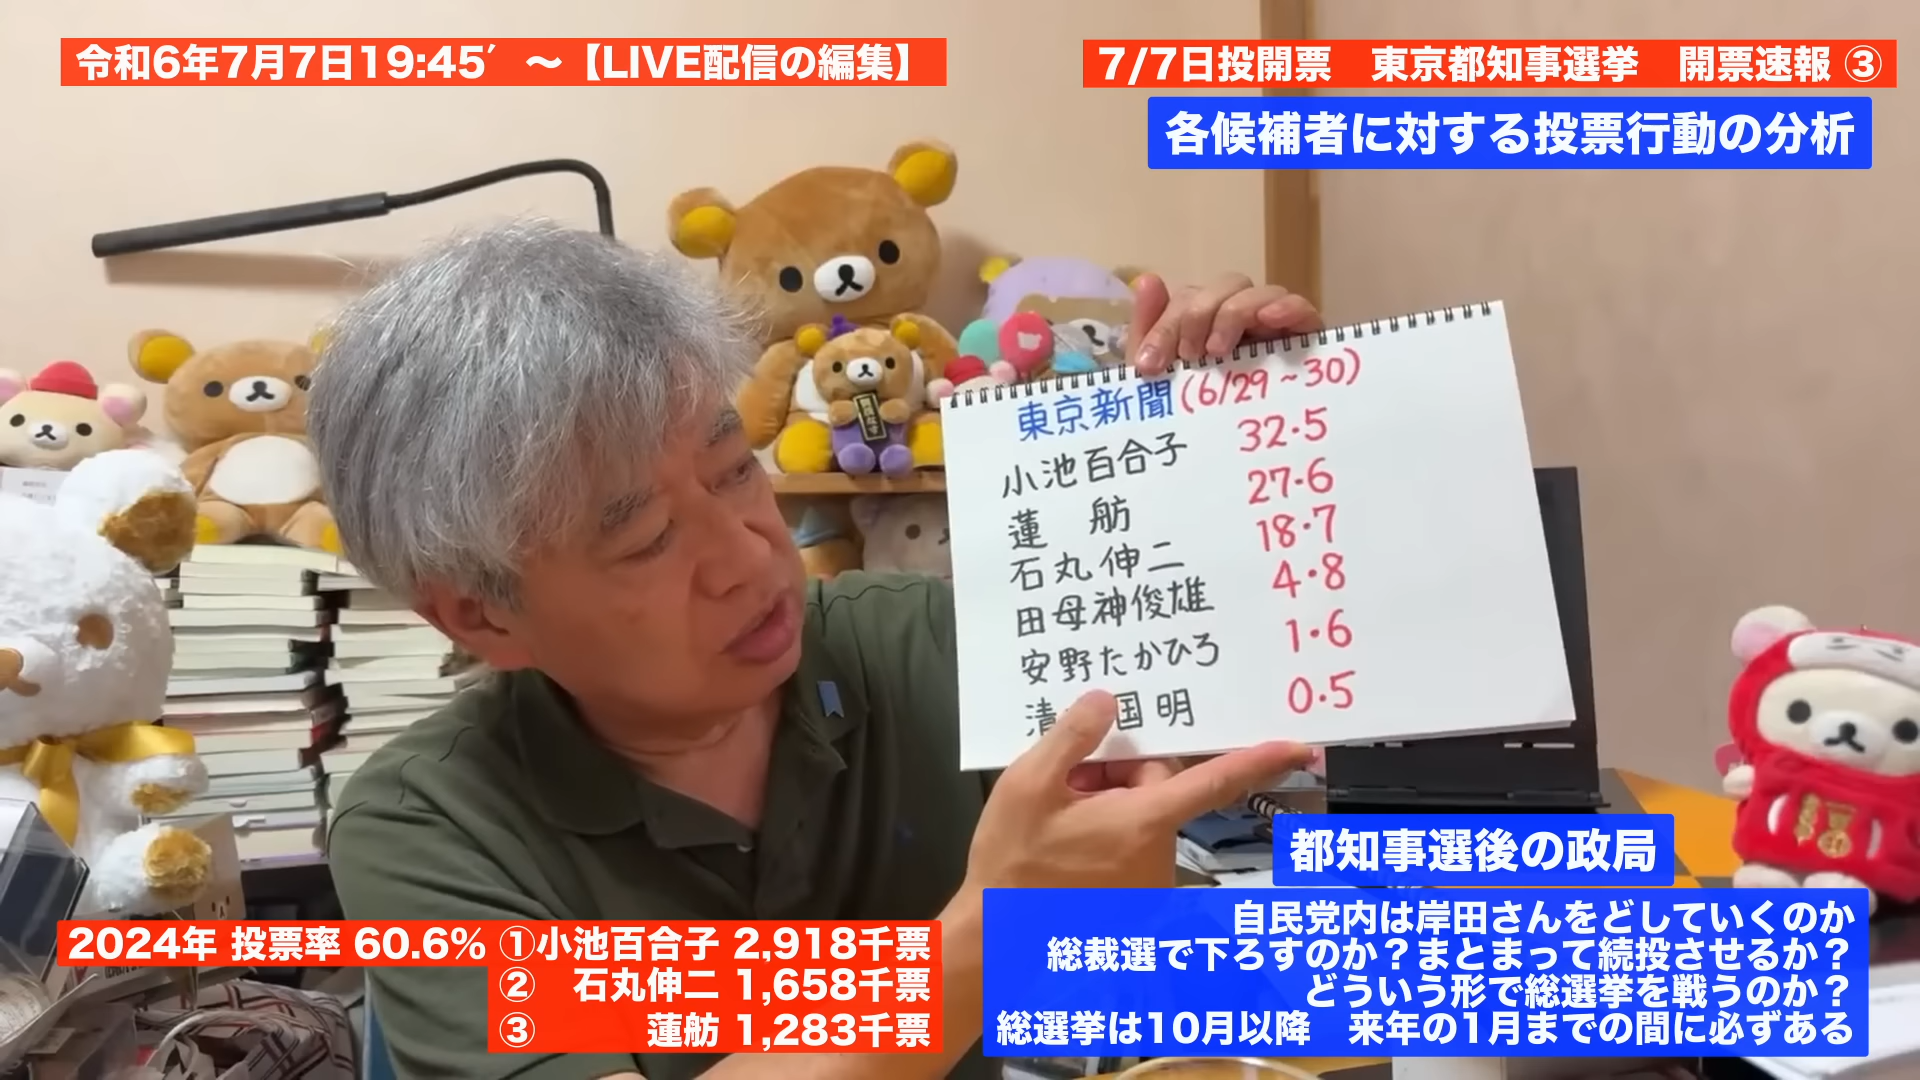 令和6年7月7日19:45′ ～【LIVE配信の編集】
7/7日投開票 東京都知事選挙 開票速報 ③
各候補者に対する投票行動の分析
東京新聞(6/29~30)
小池百合子 32.5
蓮 舫 27.6
石丸伸二 18.7
田母神俊雄 4.8
安野たかひろ 1.6
清 国明 0.5
都知事選後の政局
自民党内は岸田さんをどしていくのか
総裁選で下ろすのか？まとまって続投させるか？
どういう形で総選挙を戦うのか？
総選挙は10月以降 来年の1月までの間に必ずある
2024年 投票率 60.6% ①小池百合子 2,918千票
② 石丸伸二 1,658千票
③ 蓮舫 1,283千票